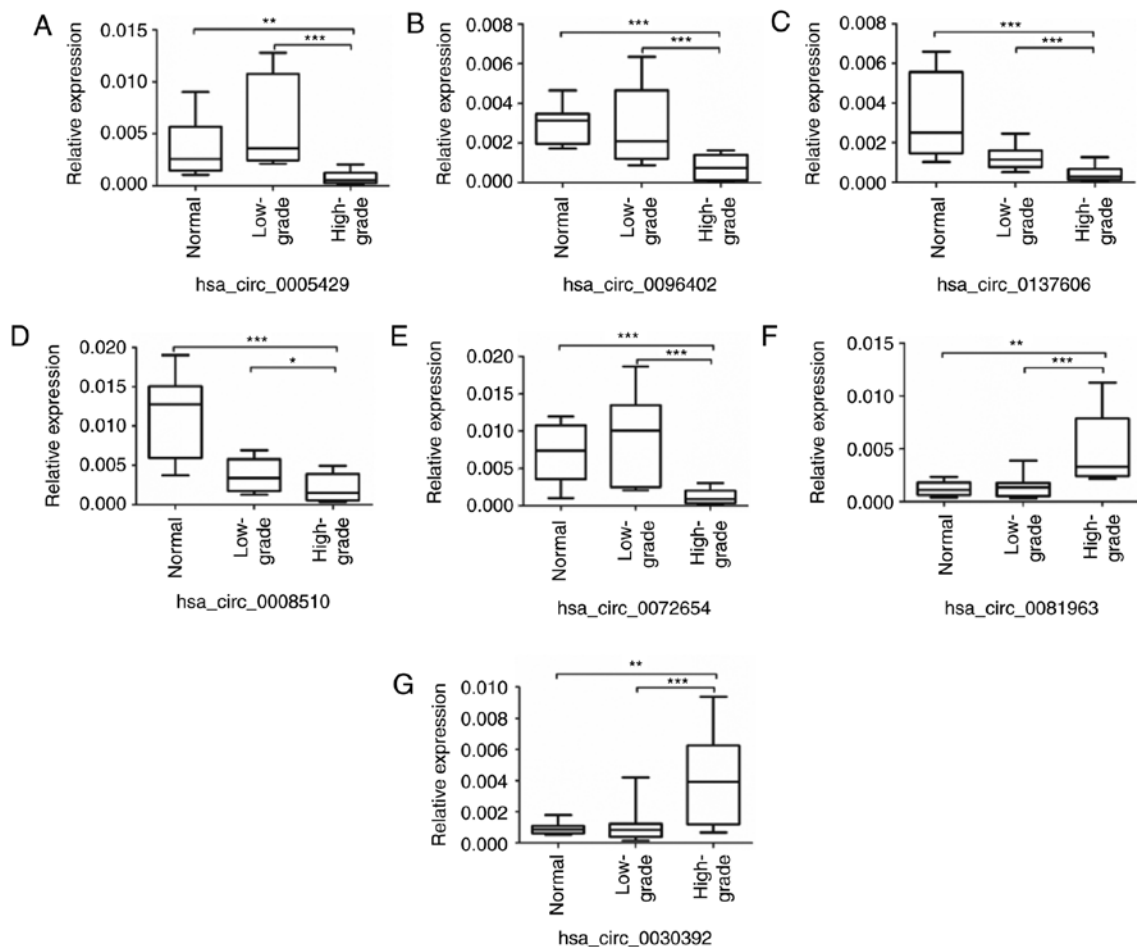 A
Relative expression
0.015
0.010
0.005
0.000
**
***
Normal
Low-
grade
High-
grade
hsa_circ_0005429
B
Relative expression
0.008
0.006
0.004
0.002
0.000
***
***
Normal
Low-
grade
High-
grade
hsa_circ_0096402
C
Relative expression
0.008
0.006
0.004
0.002
0.000
***
***
Normal
Low-
grade
High-
grade
hsa_circ_0137606
D
Relative expression
0.020
0.015
0.010
0.005
0.000
***
*
Normal
Low-
grade
High-
grade
hsa_circ_0008510
E
Relative expression
0.020
0.015
0.010
0.005
0.000
***
***
Normal
Low-
grade
High-
grade
hsa_circ_0072654
F
Relative expression
0.015
0.010
0.005
0.000
**
***
Normal
Low-
grade
High-
grade
hsa_circ_0081963
G
Relative expression
0.010
0.008
0.006
0.004
0.002
0.000
**
***
Normal
Low-
grade
High-
grade
hsa_circ_0030392